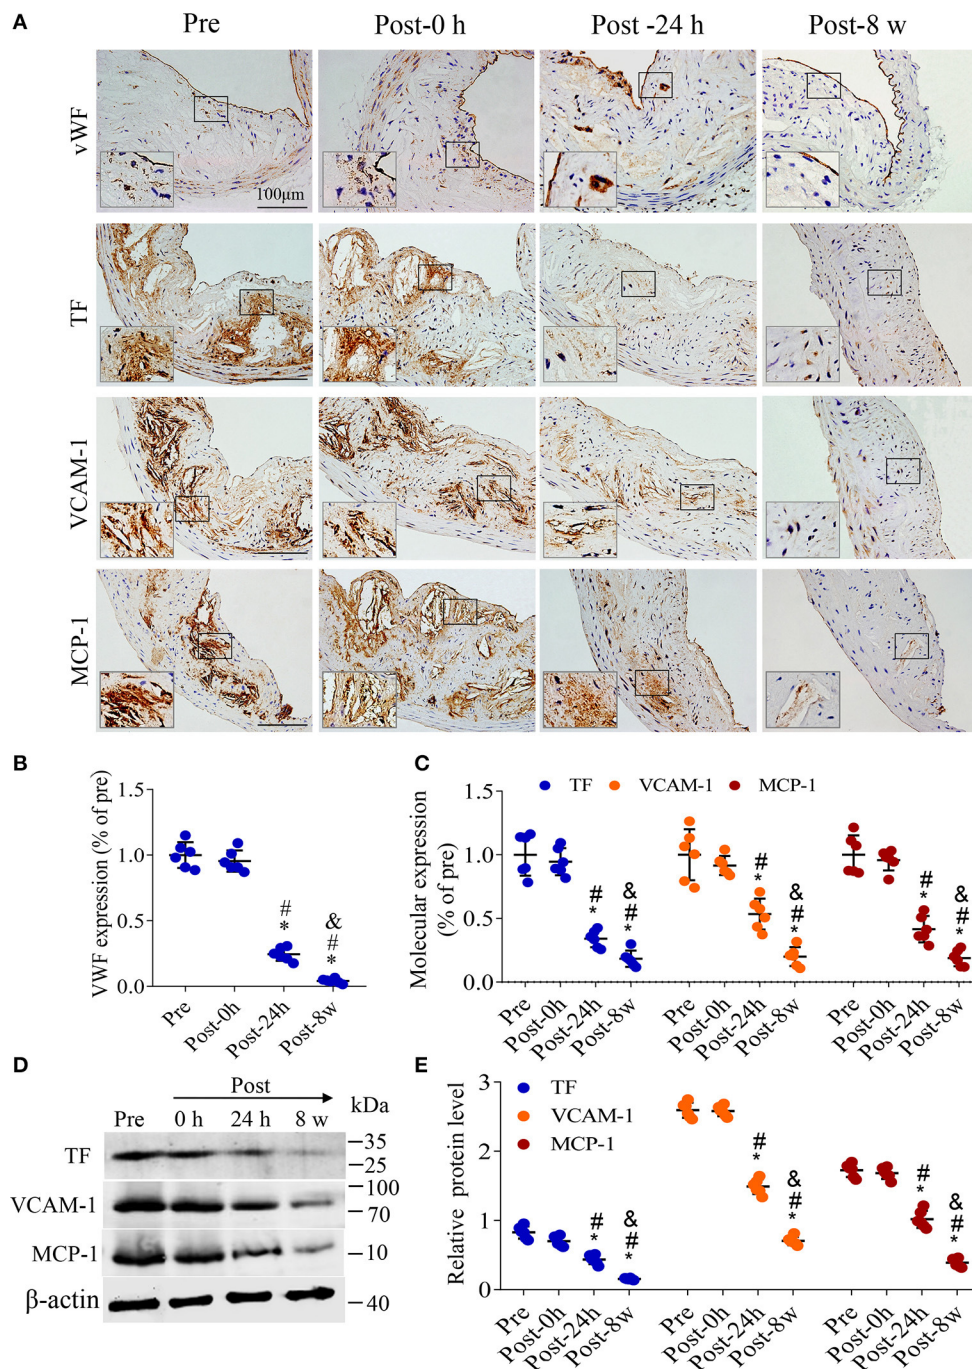 A
Pre
Post-0 h
Post -24 h
Post-8 w
vWF
100μm
TF
VCAM-1
MCP-1
B
VWF expression (% of pre)
1.5
1.0
0.5
0.0
#
*
&
#
*
Pre
Post-0h
Post-24h
Post-8w
C
Molecular expression
(% of pre)
TF
VCAM-1
MCP-1
1.5
1.0
0.5
0.0
#
*
&
#
*
#
*
&
#
*
#
*
&
#
*
Pre
Post-0h
Post-24h
Post-8w
Pre
Post-0h
Post-24h
Post-8w
Pre
Post-0h
Post-24h
Post-8w
D
Post
Pre
0 h
24 h
8 w
kDa
TF
35
25
VCAM-1
100
70
MCP-1
10
β-actin
40
E
Relative protein level
TF
VCAM-1
MCP-1
3
2
1
0
#
*
&
#
*
#
*
&
#
*
#
*
&
#
*
Pre
Post-0h
Post-24h
Post-8w
Pre
Post-0h
Post-24h
Post-8w
Pre
Post-0h
Post-24h
Post-8w